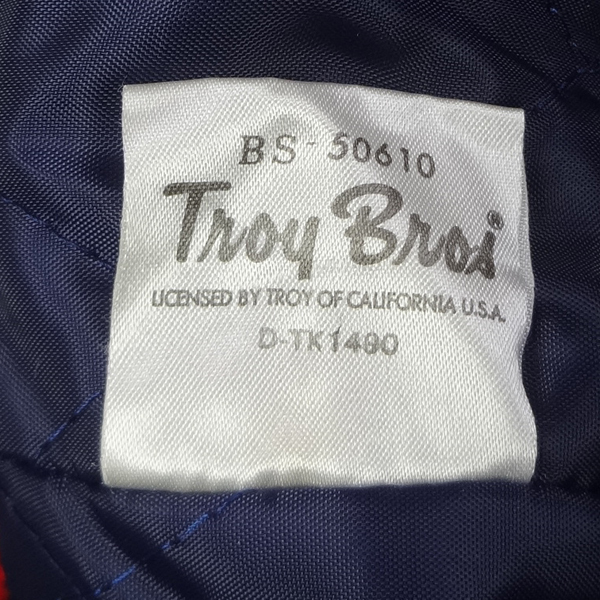 BS-50610
Troy Bros®
LICENSED BY TROY OF CALIFORNIA U.S.A.
D-TK1490